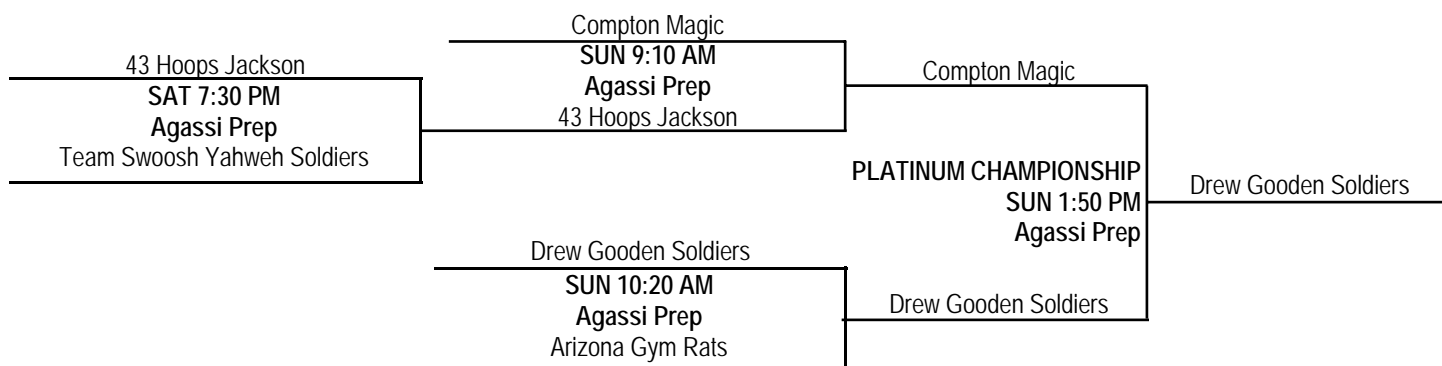 Compton Magic
SUN 9:10 AM
Agassi Prep
43 Hoops Jackson
43 Hoops Jackson
SAT 7:30 PM
Agassi Prep
Team Swoosh Yahweh Soldiers
Compton Magic
PLATINUM CHAMPIONSHIP
SUN 1:50 PM
Agassi Prep
Drew Gooden Soldiers
Drew Gooden Soldiers
SUN 10:20 AM
Agassi Prep
Arizona Gym Rats
Drew Gooden Soldiers